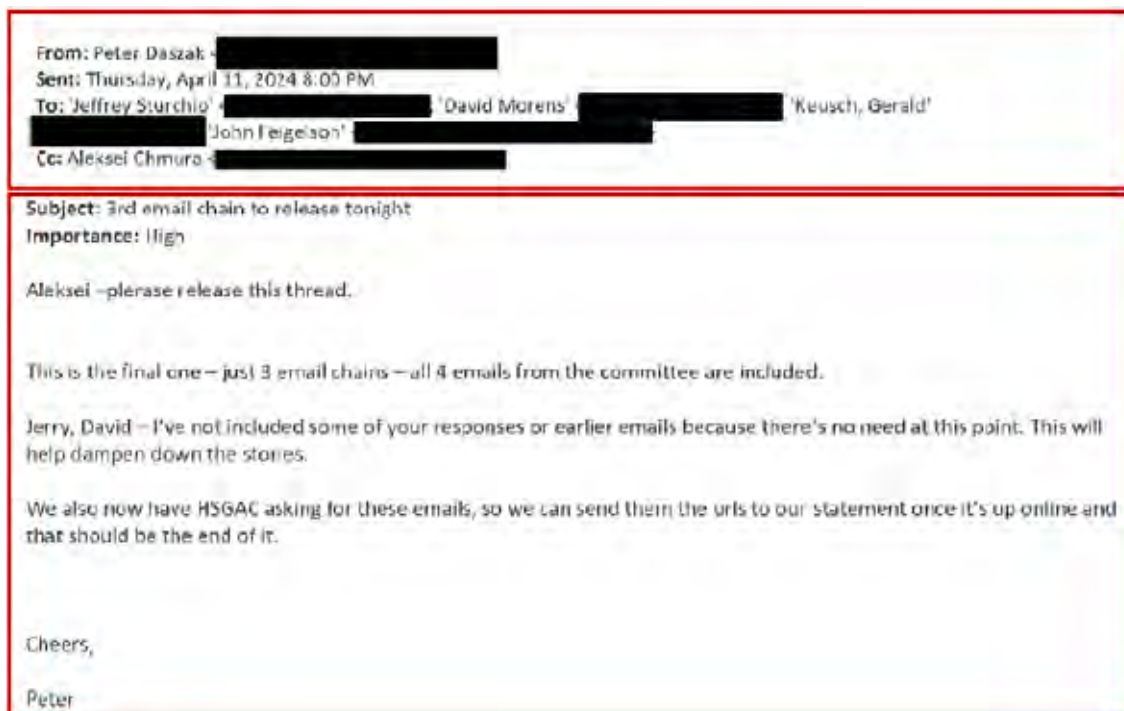 From: Peter Daszak
Sent: Thursday, April 11, 2024 8:00 PM
To: 'Jeffrey Sturchio' 'David Morens' 'Keusch, Gerald'
'John Feigelson'
Cc: Aleksei Chmura
Subject: 3rd email chain to release tonight
Importance: High
Aleksei –plerase release this thread.
This is the final one – just 3 email chains – all 4 emails from the committee are included.
Jerry, David – I've not included some of your responses or earlier emails because there's no need at this point. This will
help dampen down the stories.
We also now have HSGAC asking for these emails, so we can send them the urls to our statement once it's up online and
that should be the end of it.
Cheers,
Peter